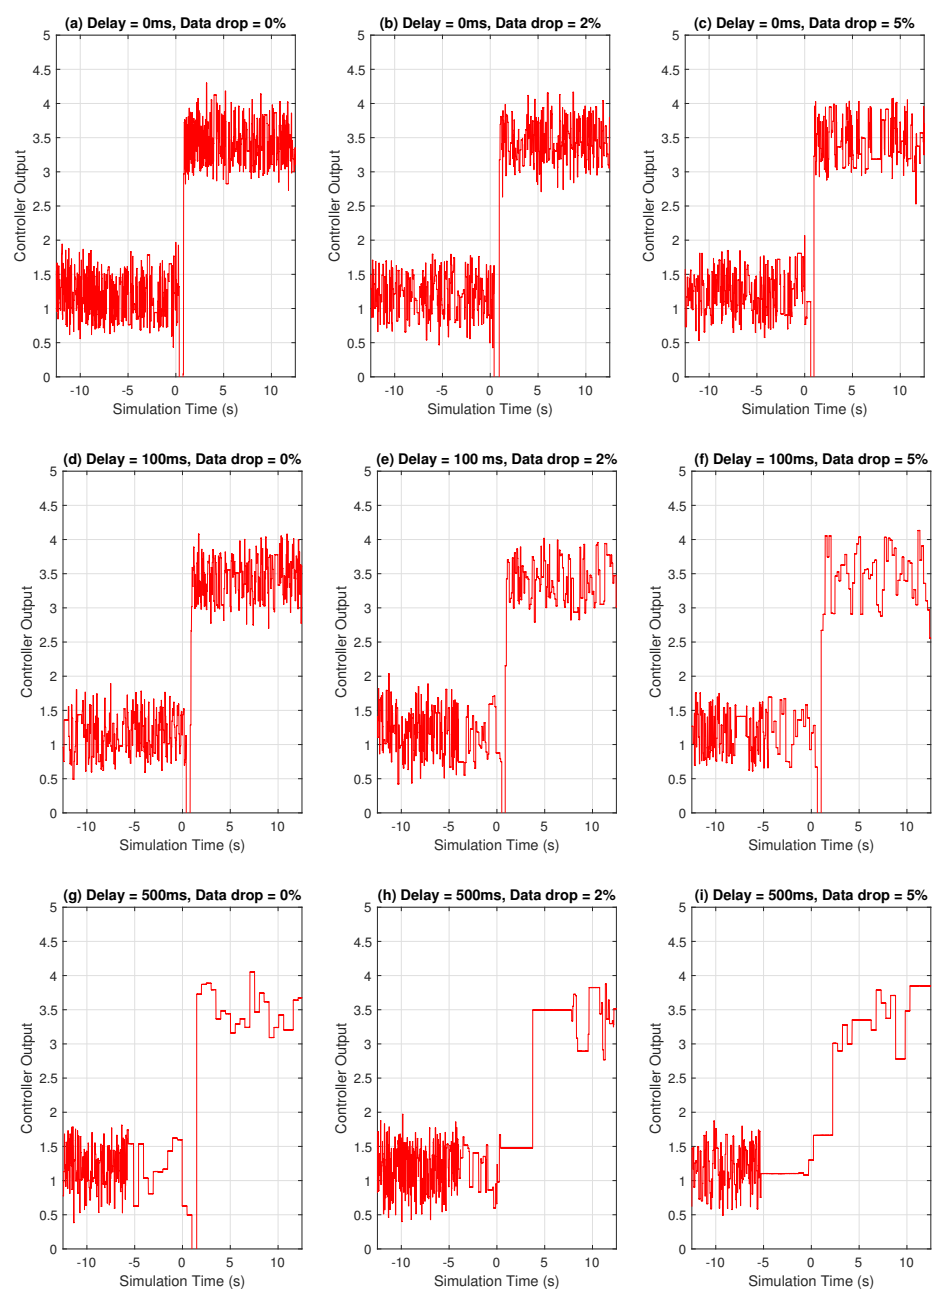 (a) Delay = 0ms, Data drop = 0%
5
4.5
4
3.5
3
2.5
2
1.5
1
0.5
0
Controller Output
-10 -5 0 5 10
Simulation Time (s)
(b) Delay = 0ms, Data drop = 2%
5
4.5
4
3.5
3
2.5
2
1.5
1
0.5
0
Controller Output
-10 -5 0 5 10
Simulation Time (s)
(c) Delay = 0ms, Data drop = 5%
5
4.5
4
3.5
3
2.5
2
1.5
1
0.5
0
Controller Output
-10 -5 0 5 10
Simulation Time (s)
(d) Delay = 100ms, Data drop = 0%
5
4.5
4
3.5
3
2.5
2
1.5
1
0.5
0
Controller Output
-10 -5 0 5 10
Simulation Time (s)
(e) Delay = 100 ms, Data drop = 2%
5
4.5
4
3.5
3
2.5
2
1.5
1
0.5
0
Controller Output
-10 -5 0 5 10
Simulation Time (s)
(f) Delay = 100ms, Data drop = 5%
5
4.5
4
3.5
3
2.5
2
1.5
1
0.5
0
Controller Output
-10 -5 0 5 10
Simulation Time (s)
(g) Delay = 500ms, Data drop = 0%
5
4.5
4
3.5
3
2.5
2
1.5
1
0.5
0
Controller Output
-10 -5 0 5 10
Simulation Time (s)
(h) Delay = 500ms, Data drop = 2%
5
4.5
4
3.5
3
2.5
2
1.5
1
0.5
0
Controller Output
-10 -5 0 5 10
Simulation Time (s)
(i) Delay = 500ms, Data drop = 5%
5
4.5
4
3.5
3
2.5
2
1.5
1
0.5
0
Controller Output
-10 -5 0 5 10
Simulation Time (s)